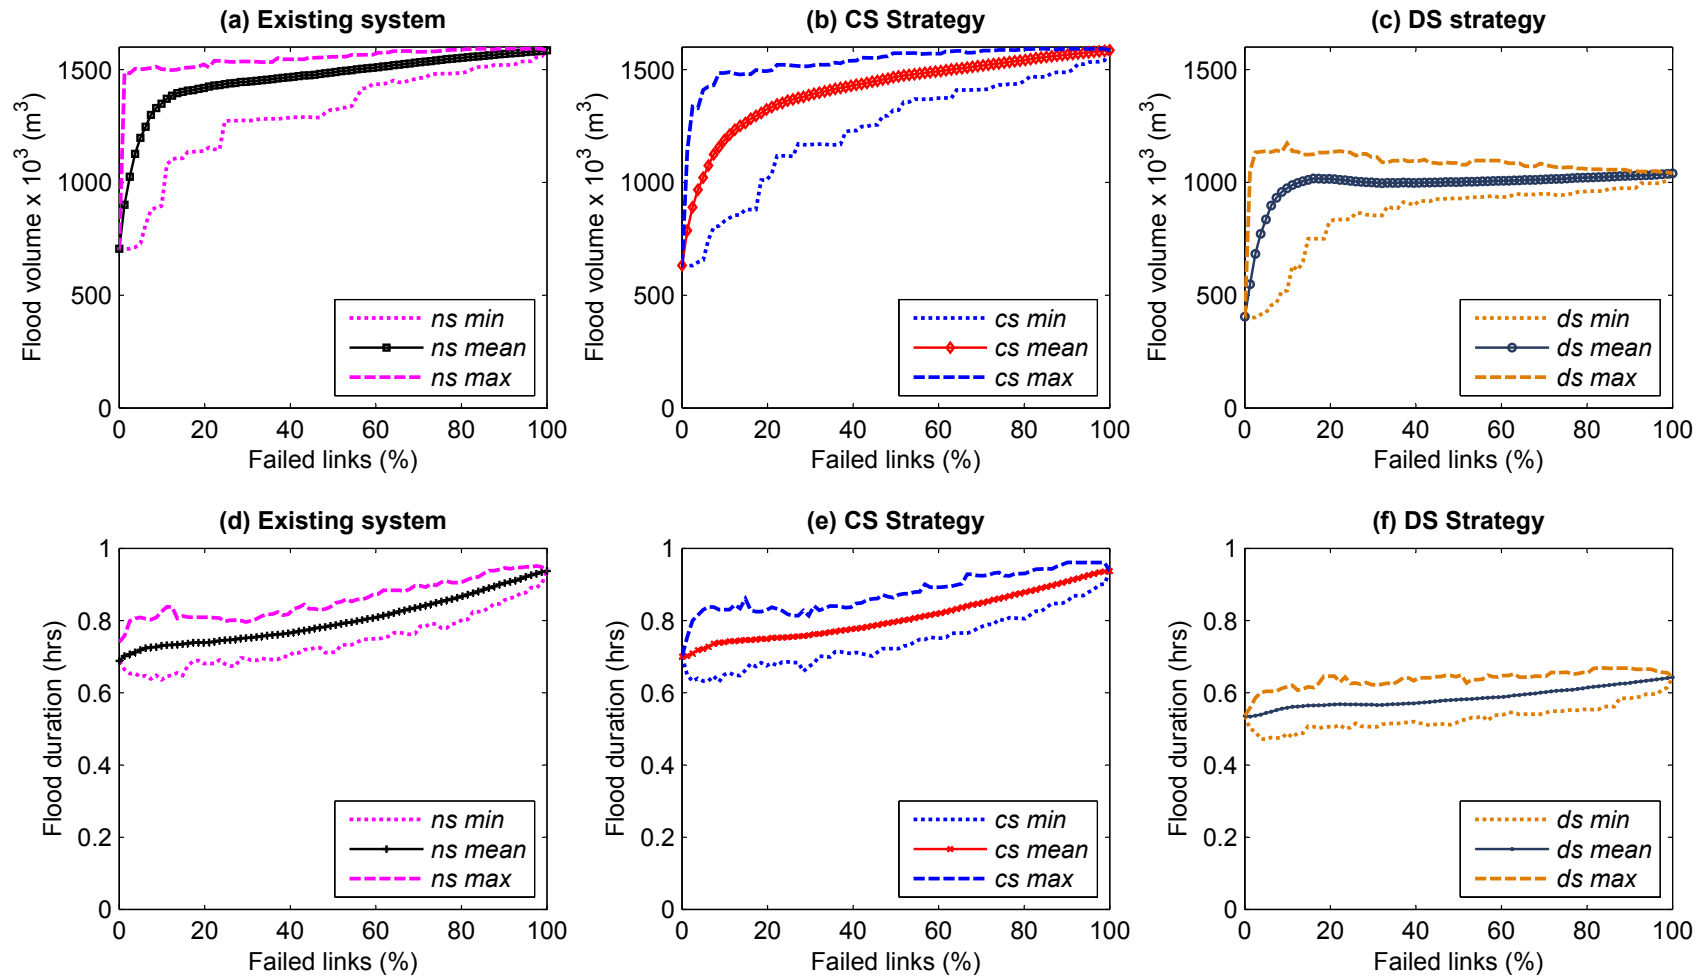 (a) Existing system
Flood volume x 10³ (m³)
1500
1000
500
0
ns min
ns mean
ns max
0 20 40 60 80 100
Failed links (%)
(b) CS Strategy
Flood volume x 10³ (m³)
1500
1000
500
0
cs min
cs mean
cs max
0 20 40 60 80 100
Failed links (%)
(c) DS strategy
Flood volume x 10³ (m³)
1500
1000
500
0
ds min
ds mean
ds max
0 20 40 60 80 100
Failed links (%)
(d) Existing system
Flood duration (hrs)
1
0.8
0.6
0.4
0.2
0
ns min
ns mean
ns max
0 20 40 60 80 100
Failed links (%)
(e) CS Strategy
Flood duration (hrs)
1
0.8
0.6
0.4
0.2
0
cs min
cs mean
cs max
0 20 40 60 80 100
Failed links (%)
(f) DS Strategy
Flood duration (hrs)
1
0.8
0.6
0.4
0.2
0
ds min
ds mean
ds max
0 20 40 60 80 100
Failed links (%)